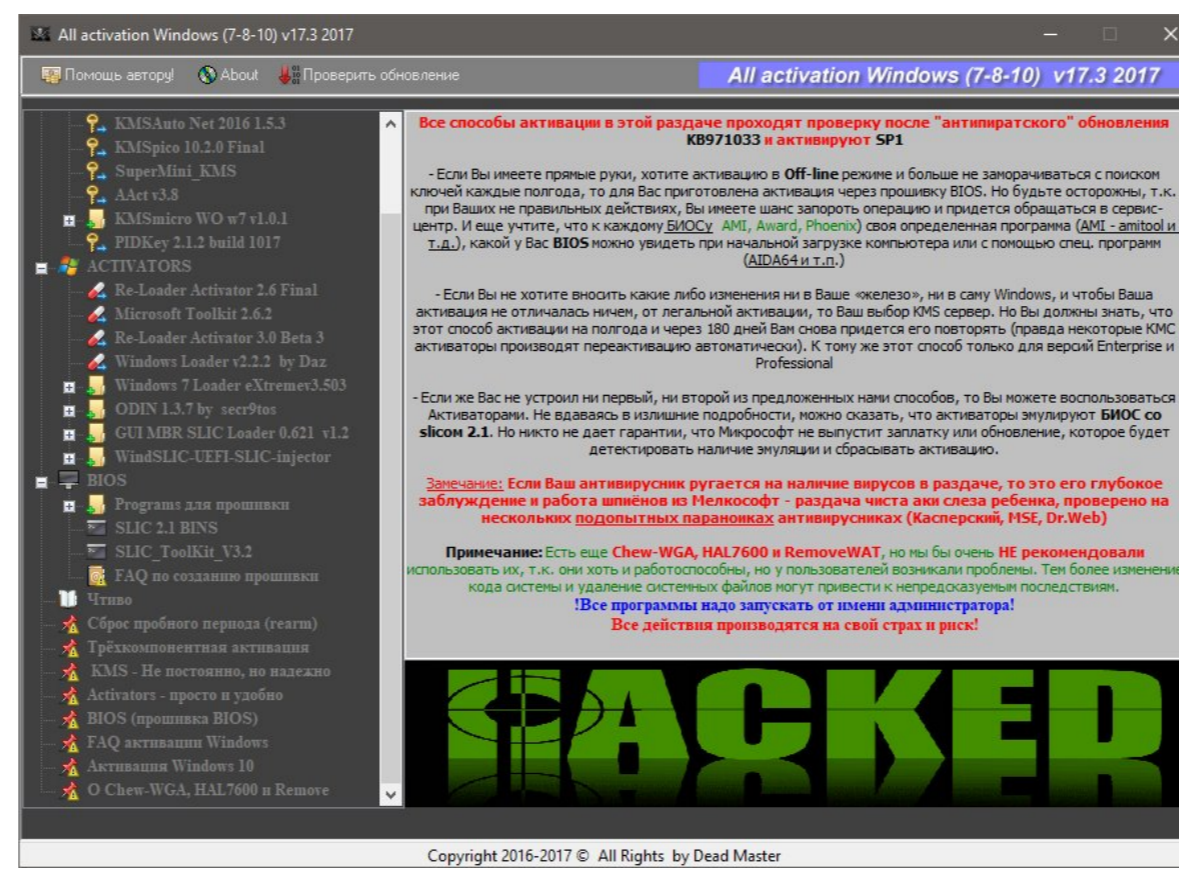 All activation Windows (7-8-10) v17.3 2017
Помощь автору! About Проверить обновление
All activation Windows (7-8-10) v17.3 2017
KMSAuto Net 2016 1.5.3
KMSpico 10.2.0 Final
SuperMini_KMS
AAct v3.8
KMSmicro WO w7 v1.0.1
PIDKey 2.1.2 build 1017
ACTIVATORS
Re-Loader Activator 2.6 Final
Microsoft Toolkit 2.6.2
Re-Loader Activator 3.0 Beta 3
Windows Loader v2.2.2 by Daz
Windows 7 Loader eXtremev3.503
ODIN 1.3.7 by secr9tos
GUI MBR SLIC Loader 0.621 v1.2
WindSLIC-UEFI-SLIC-injector
BIOS
Programs для прошивки
SLIC 2.1 BINS
SLIC_ToolKit_V3.2
FAQ по созданию прошивки
Чтиво
Сброс пробного периода (rearm)
Трёхкомпонентная активация
KMS - Не постоянно, но надежно
Activators - просто и удобно
BIOS (прошивка BIOS)
FAQ активации Windows
Активация Windows 10
О Chew-WGA, HAL7600 и Remove
Все способы активации в этой раздаче проходят проверку после "антипиратского" обновления
KB971033 и активируют SP1
- Если Вы имеете прямые руки, хотите активацию в Off-line режиме и больше не заморачиваться с поиском
ключей каждые полгода, то для Вас приготовлена активация через прошивку BIOS. Но будьте осторожны, т.к.
при Ваших не правильных действиях, Вы имеете шанс запороть операцию и придется обращаться в сервис-
центр. И еще учтите, что к каждому БИОСу AMI, Award, Phoenix) своя определенная программа (AMI - amitool и
т.д.), какой у Вас BIOS можно увидеть при начальной загрузке компьютера или с помощью спец. программ
(AIDA64 и т.п.)
- Если Вы не хотите вносить какие либо изменения ни в Ваше «железо», ни в саму Windows, и чтобы Ваша
активация не отличалась ничем, от легальной активации, то Ваш выбор KMS сервер. Но Вы должны знать, что
этот способ активации на полгода и через 180 дней Вам снова придется его повторять (правда некоторые КМС
активаторы производят переактивацию автоматически). К тому же этот способ только для версий Enterprise и
Professional
- Если же Вас не устроил ни первый, ни второй из предложенных нами способов, то Вы можете воспользоваться
Активаторами. Не вдаваясь в излишние подробности, можно сказать, что активаторы эмулируют БИОС со
slicом 2.1. Но никто не дает гарантии, что Микрософт не выпустит заплатку или обновление, которое будет
детектировать наличие эмуляции и сбрасывать активацию.
Замечание: Если Ваш антивирусник ругается на наличие вирусов в раздаче, то это его глубокое
заблуждение и работа шпиёнов из Мелкософт - раздача чиста аки слеза ребенка, проверено на
нескольких подопытных параноиках антивирусниках (Касперский, MSE, Dr.Web)
Примечание: Есть еще Chew-WGA, HAL7600 и RemoveWAT, но мы бы очень НЕ рекомендовали
использовать их, т.к. они хоть и работоспособны, но у пользователей возникали проблемы. Тем более изменение
кода системы и удаление системных файлов могут привести к непредсказуемым последствиям.
!Все программы надо запускать от имени администратора!
Все действия производятся на свой страх и риск!
HACKED
Copyright 2016-2017 © All Rights by Dead Master